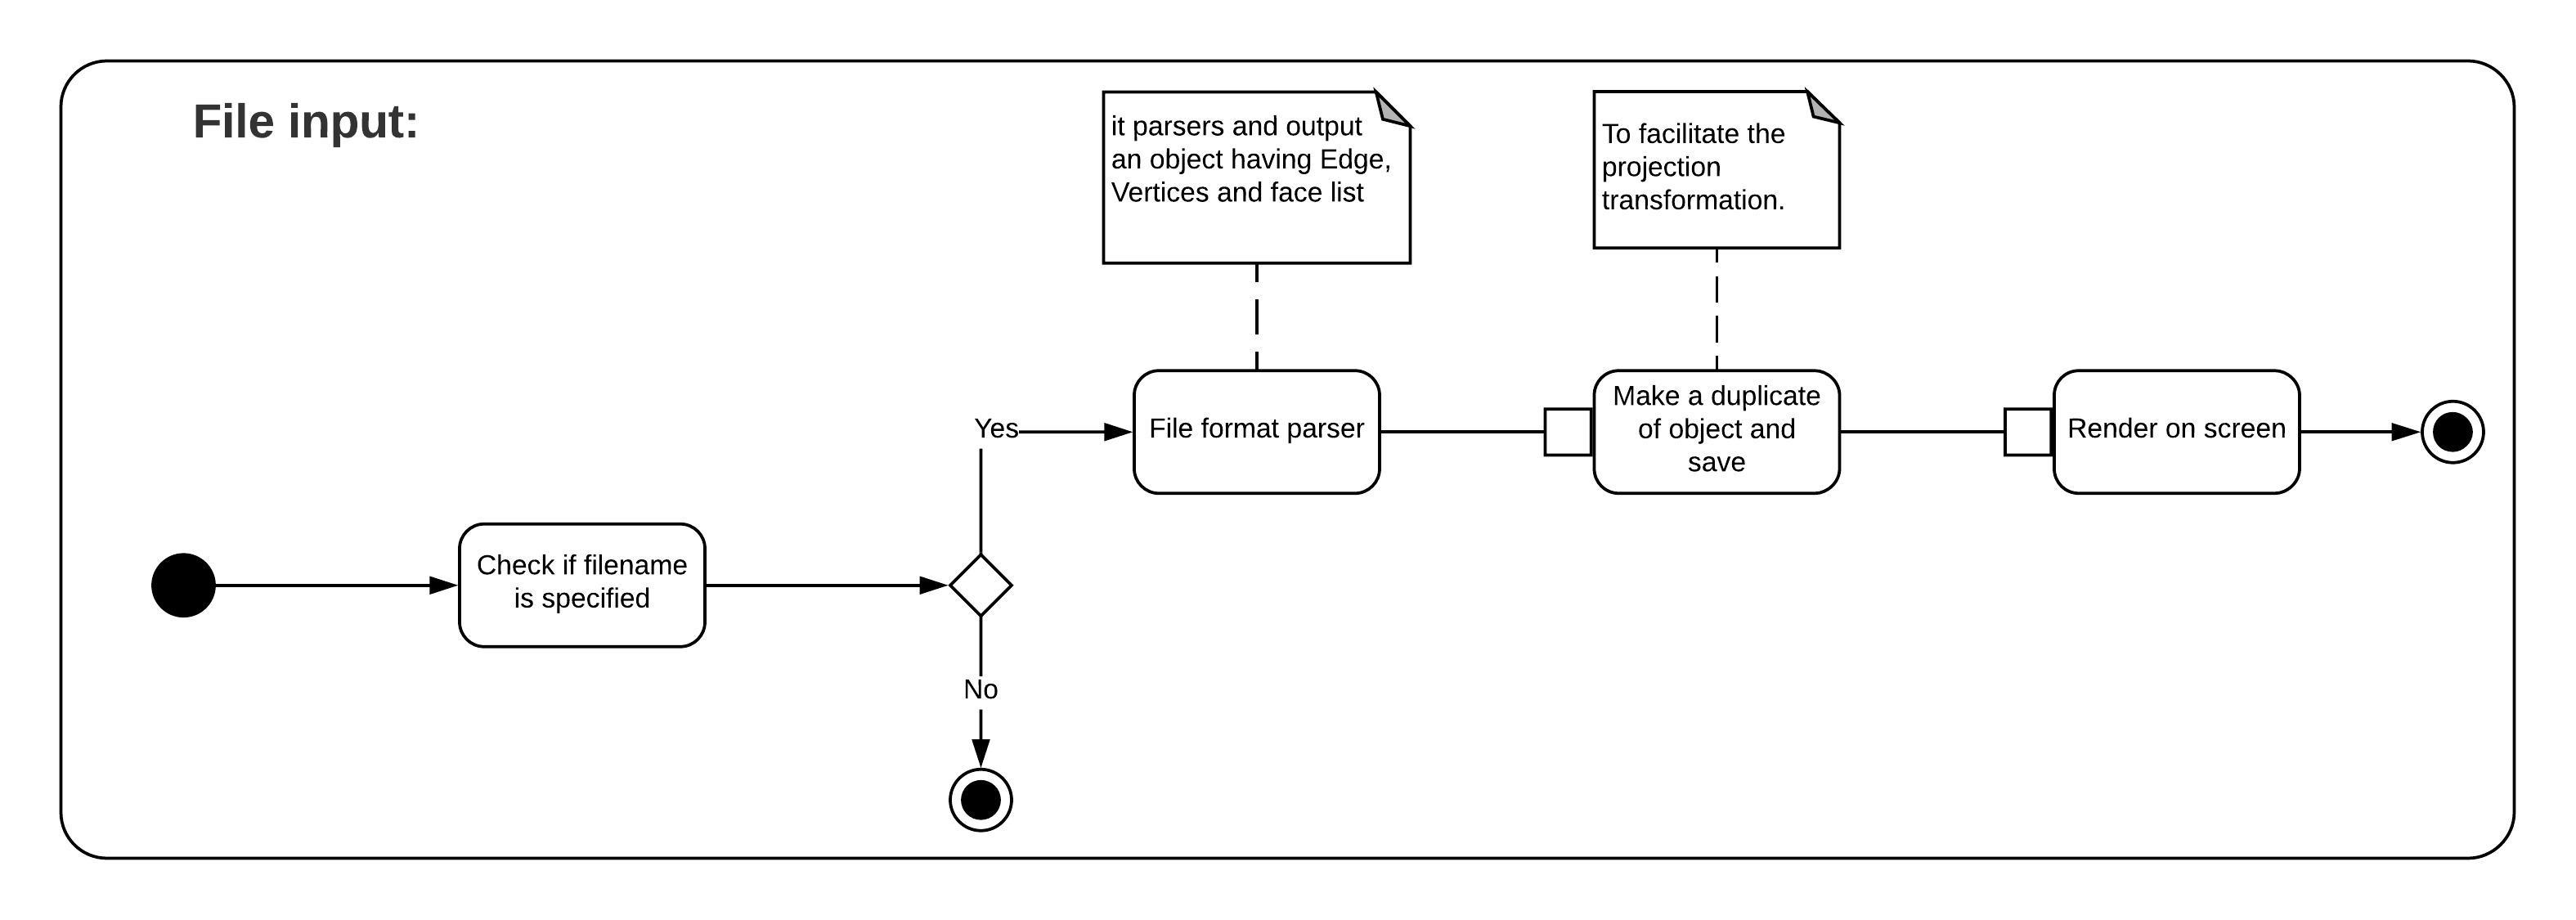 File input:
it parsers and output
an object having Edge,
Vertices and face list
To facilitate the
projection
transformation.
Yes
File format parser
Make a duplicate
of object and
save
Render on screen
Check if filename
is specified
No